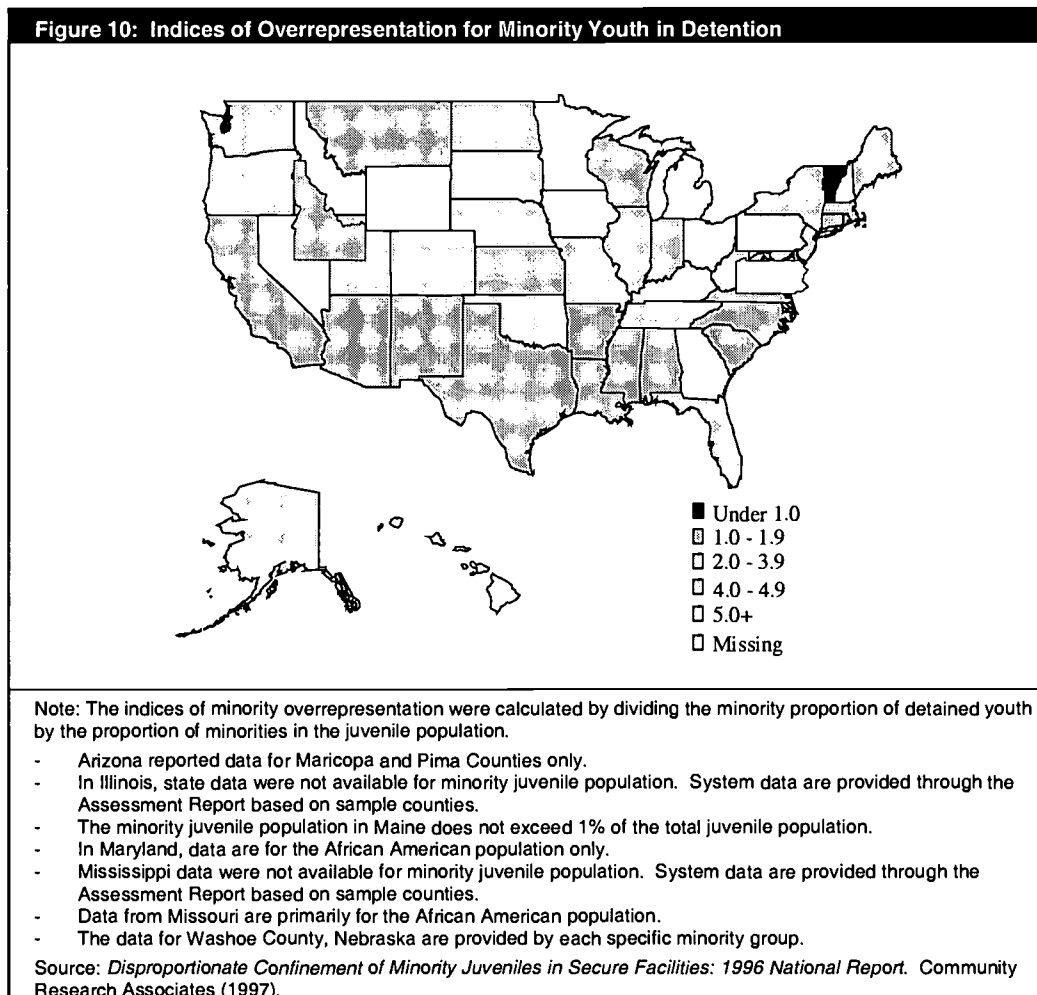 Figure 10: Indices of Overrepresentation for Minority Youth in Detention
Under 1.0
1.0 - 1.9
2.0 - 3.9
4.0 - 4.9
5.0+
Missing
Note: The indices of minority overrepresentation were calculated by dividing the minority proportion of detained youth
by the proportion of minorities in the juvenile population.
- Arizona reported data for Maricopa and Pima Counties only.
- In Illinois, state data were not available for minority juvenile population. System data are provided through the
Assessment Report based on sample counties.
- The minority juvenile population in Maine does not exceed 1% of the total juvenile population.
- In Maryland, data are for the African American population only.
- Mississippi data were not available for minority juvenile population. System data are provided through the
Assessment Report based on sample counties.
- Data from Missouri are primarily for the African American population.
- The data for Washoe County, Nebraska are provided by each specific minority group.
Source: Disproportionate Confinement of Minority Juveniles in Secure Facilities: 1996 National Report. Community
Research Associates (1997).